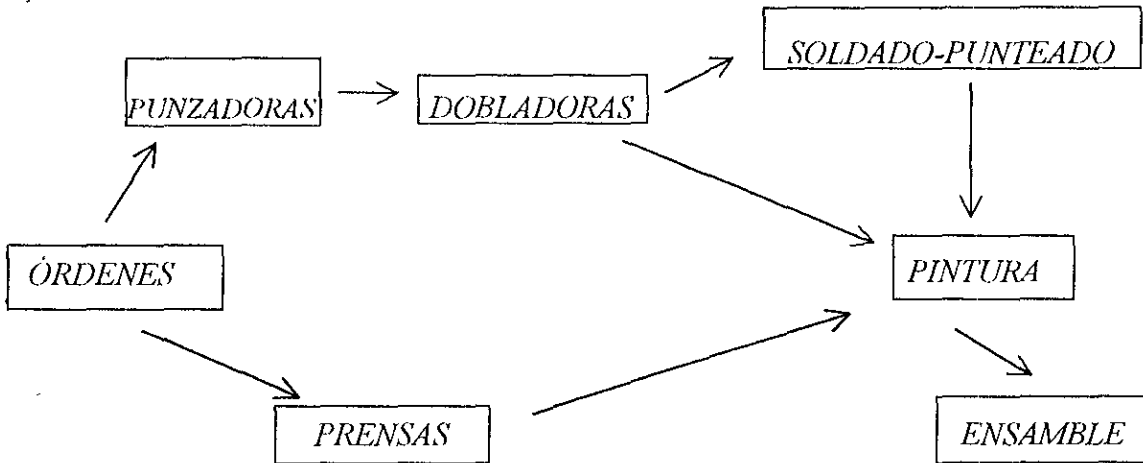 SOLDADO-PUNTEADO
PUNZADORAS
DOBLADORAS
ÓRDENES
PINTURA
PRENSAS
ENSAMBLE